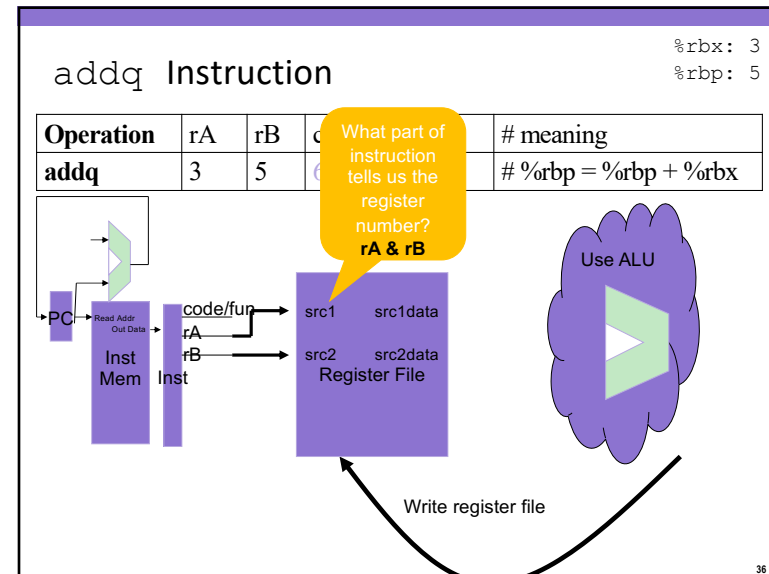 %rbx: 3
%rbp: 5
addq Instruction
Operation rA rB # meaning
addq 3 5 # %rbp = %rbp + %rbx
What part of
instruction
tells us the
register
number?
rA & rB
Use ALU
PC
Read Addr
Out Data
Inst
Mem
Inst
code/fun
rA
rB
src1 src1data
src2 src2data
Register File
Write register file
36